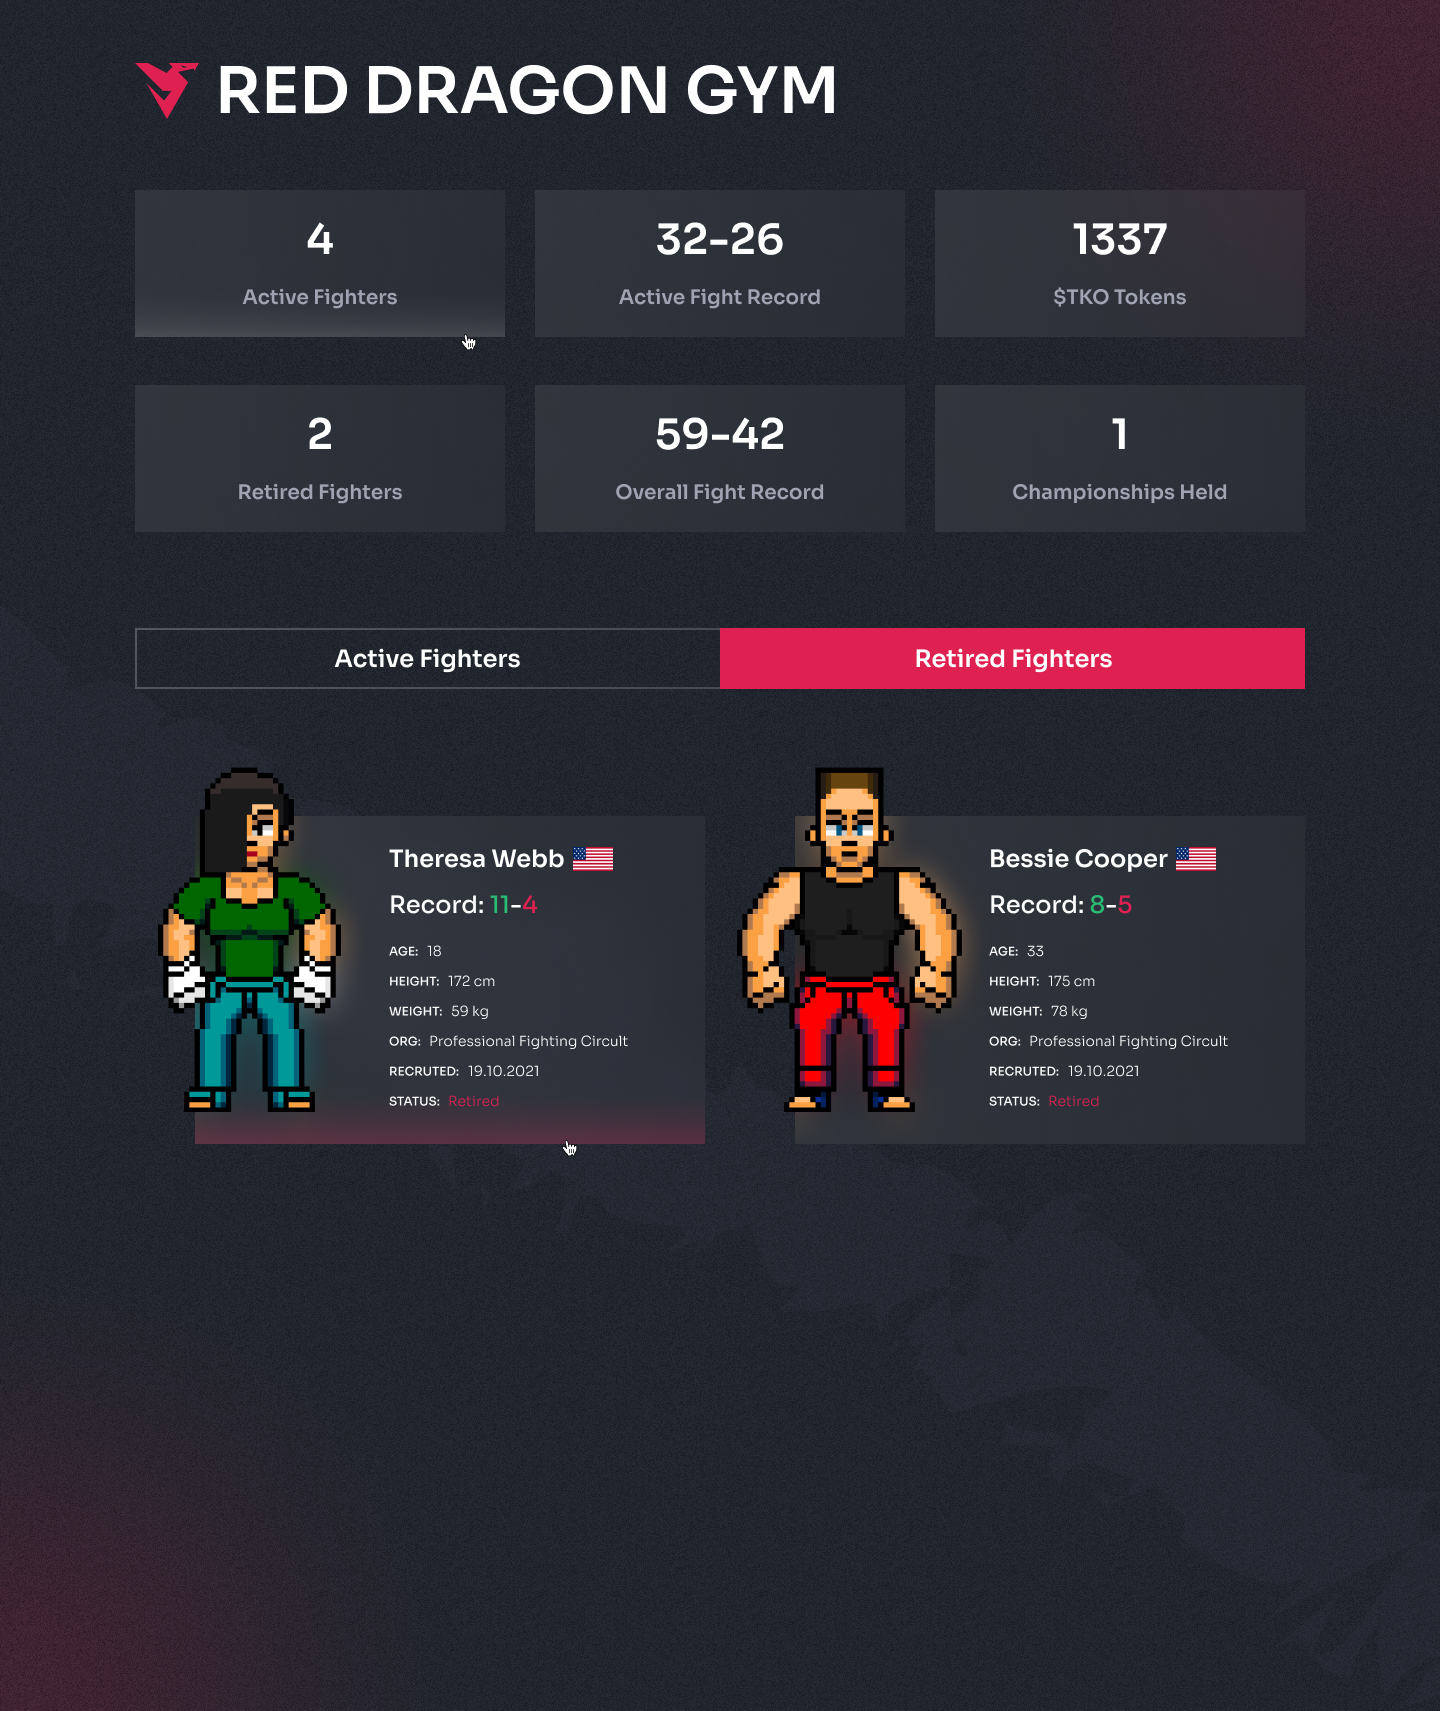 RED DRAGON GYM
4
Active Fighters
32-26
Active Fight Record
1337
$TKO Tokens
2
Retired Fighters
59-42
Overall Fight Record
1
Championships Held
Active Fighters
Retired Fighters
Theresa Webb
Record: 11-4
AGE: 18
HEIGHT: 172 cm
WEIGHT: 59 kg
ORG: Professional Fighting Circult
RECRUTED: 19.10.2021
STATUS: Retired
Bessie Cooper
Record: 8-5
AGE: 33
HEIGHT: 175 cm
WEIGHT: 78 kg
ORG: Professional Fighting Circult
RECRUTED: 19.10.2021
STATUS: Retired